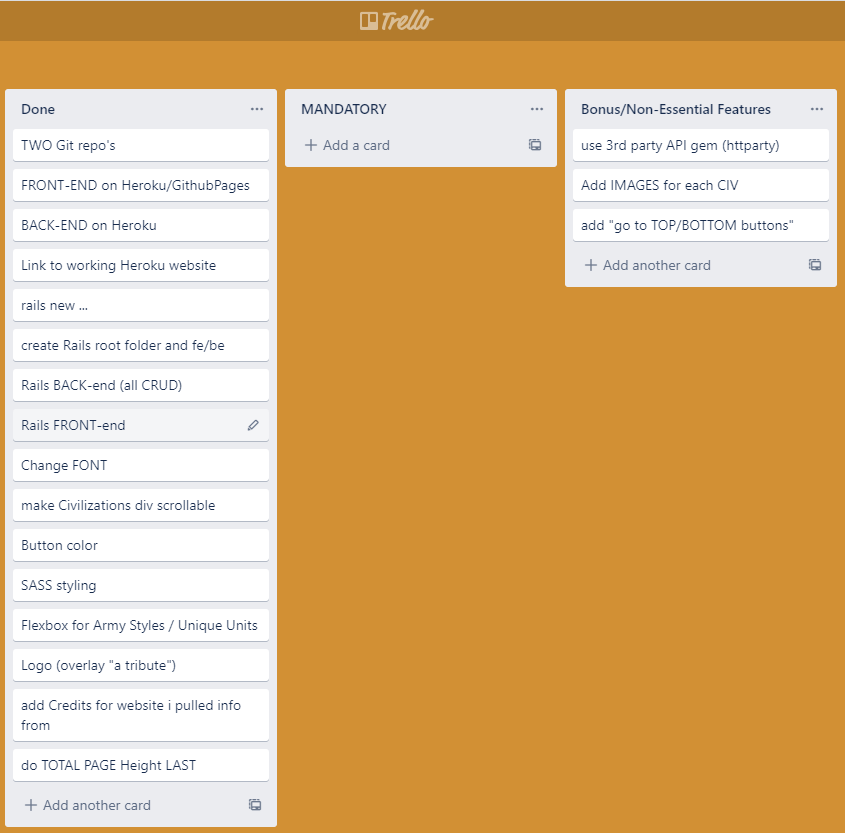 Trello
Done
TWO Git repo's
FRONT-END on Heroku/GithubPages
BACK-END on Heroku
Link to working Heroku website
rails new ...
create Rails root folder and fe/be
Rails BACK-end (all CRUD)
Rails FRONT-end
Change FONT
make Civilizations div scrollable
Button color
SASS styling
Flexbox for Army Styles / Unique Units
Logo (overlay "a tribute")
add Credits for website i pulled info
from
do TOTAL PAGE Height LAST
Add another card
MANDATORY
Add a card
Bonus/Non-Essential Features
use 3rd party API gem (httparty)
Add IMAGES for each CIV
add "go to TOP/BOTTOM buttons"
Add another card